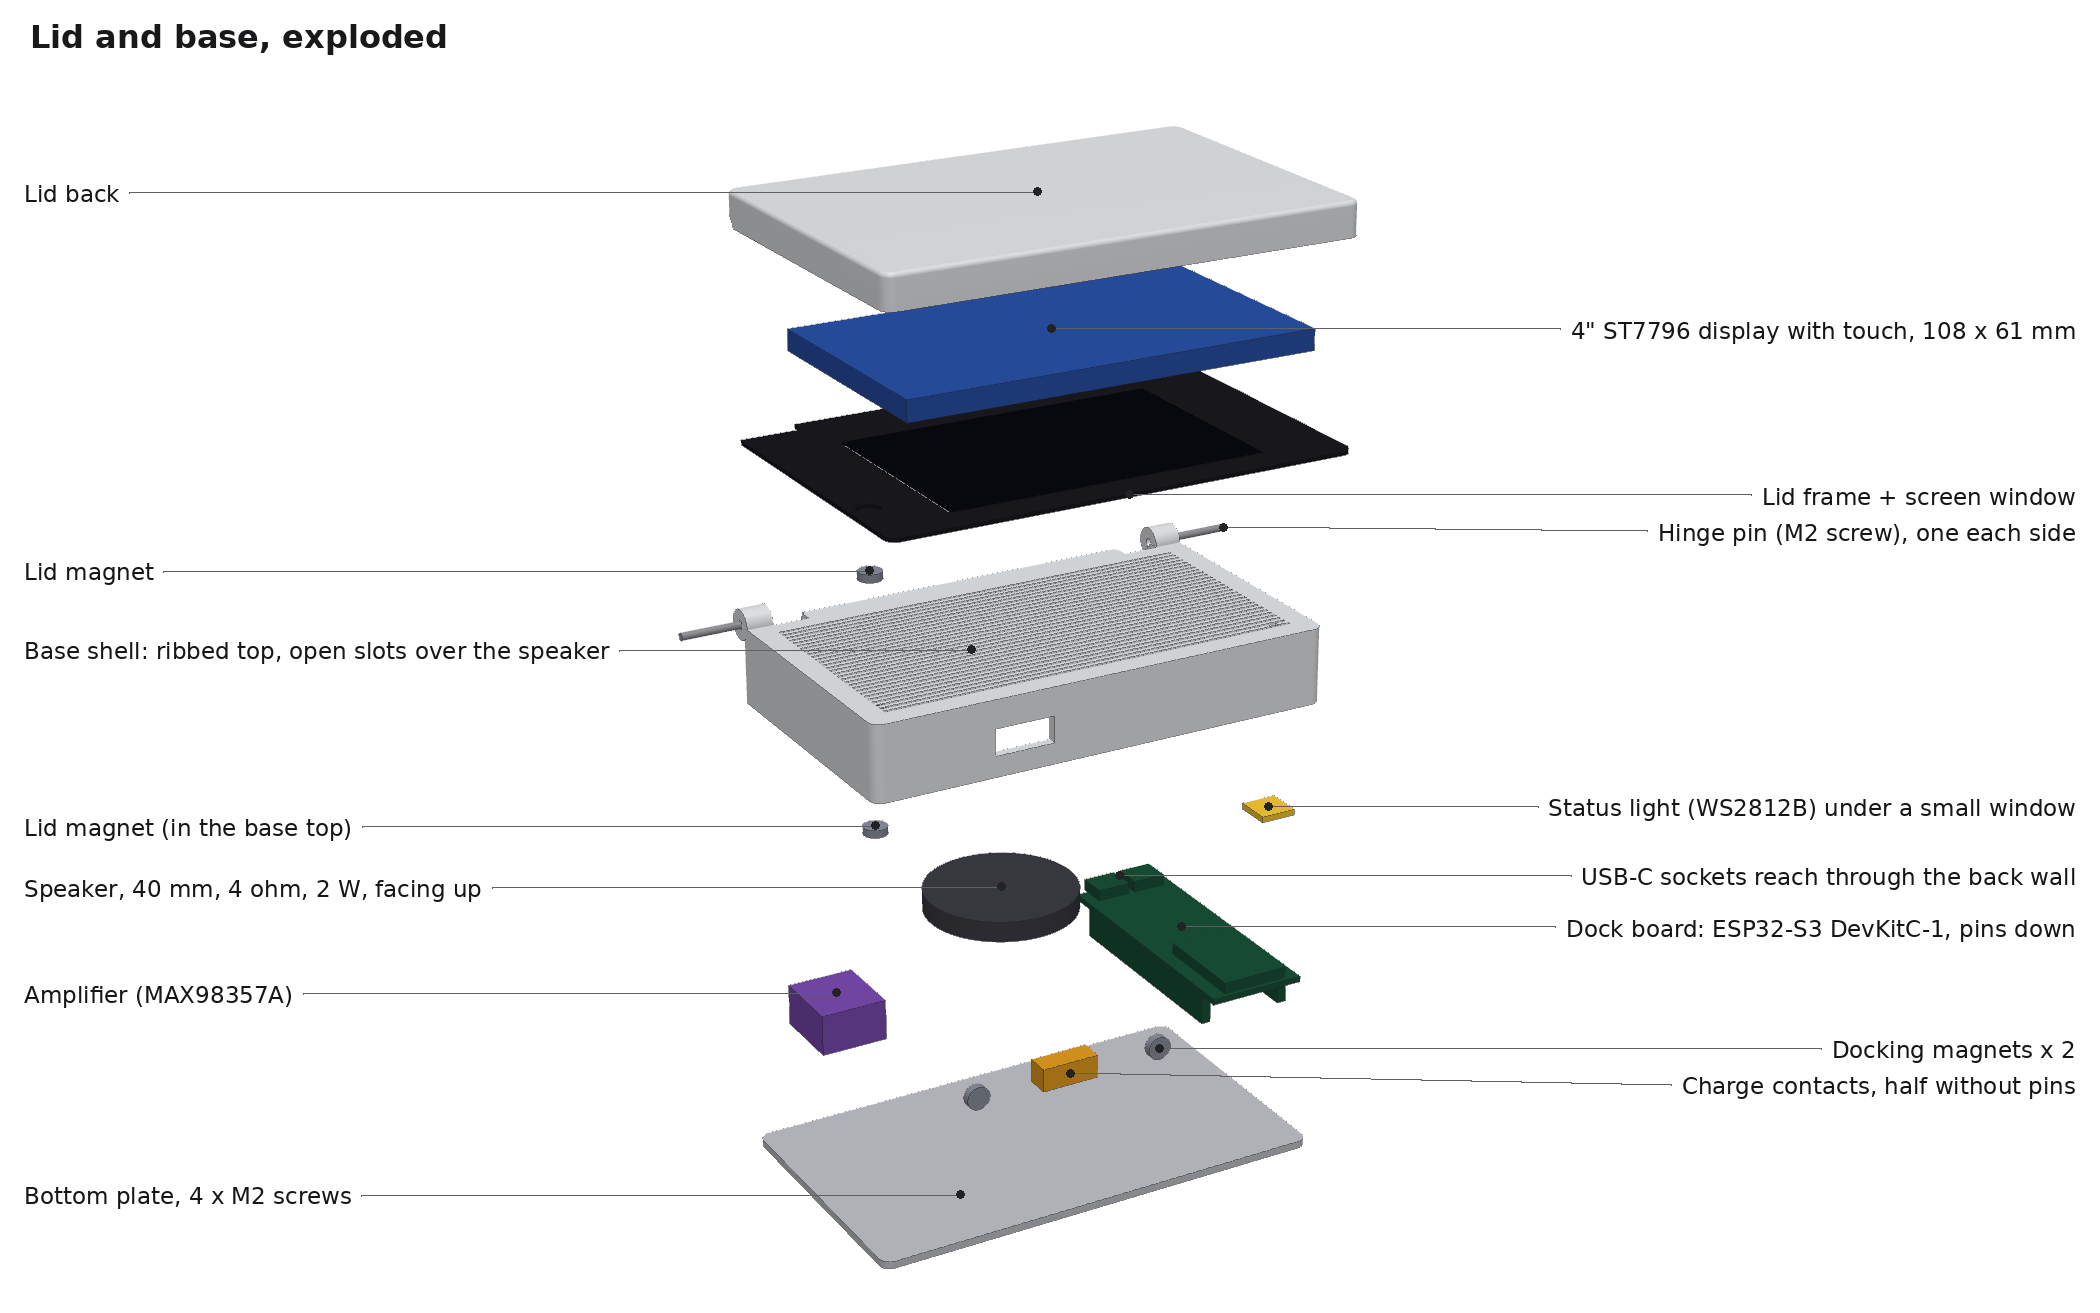 Lid and base, exploded
Lid back
4" ST7796 display with touch, 108 x 61 mm
Lid frame + screen window
Hinge pin (M2 screw), one each side
Lid magnet
Base shell: ribbed top, open slots over the speaker
Status light (WS2812B) under a small window
Lid magnet (in the base top)
USB-C sockets reach through the back wall
Speaker, 40 mm, 4 ohm, 2 W, facing up
Dock board: ESP32-S3 DevKitC-1, pins down
Amplifier (MAX98357A)
Docking magnets x 2
Charge contacts, half without pins
Bottom plate, 4 x M2 screws